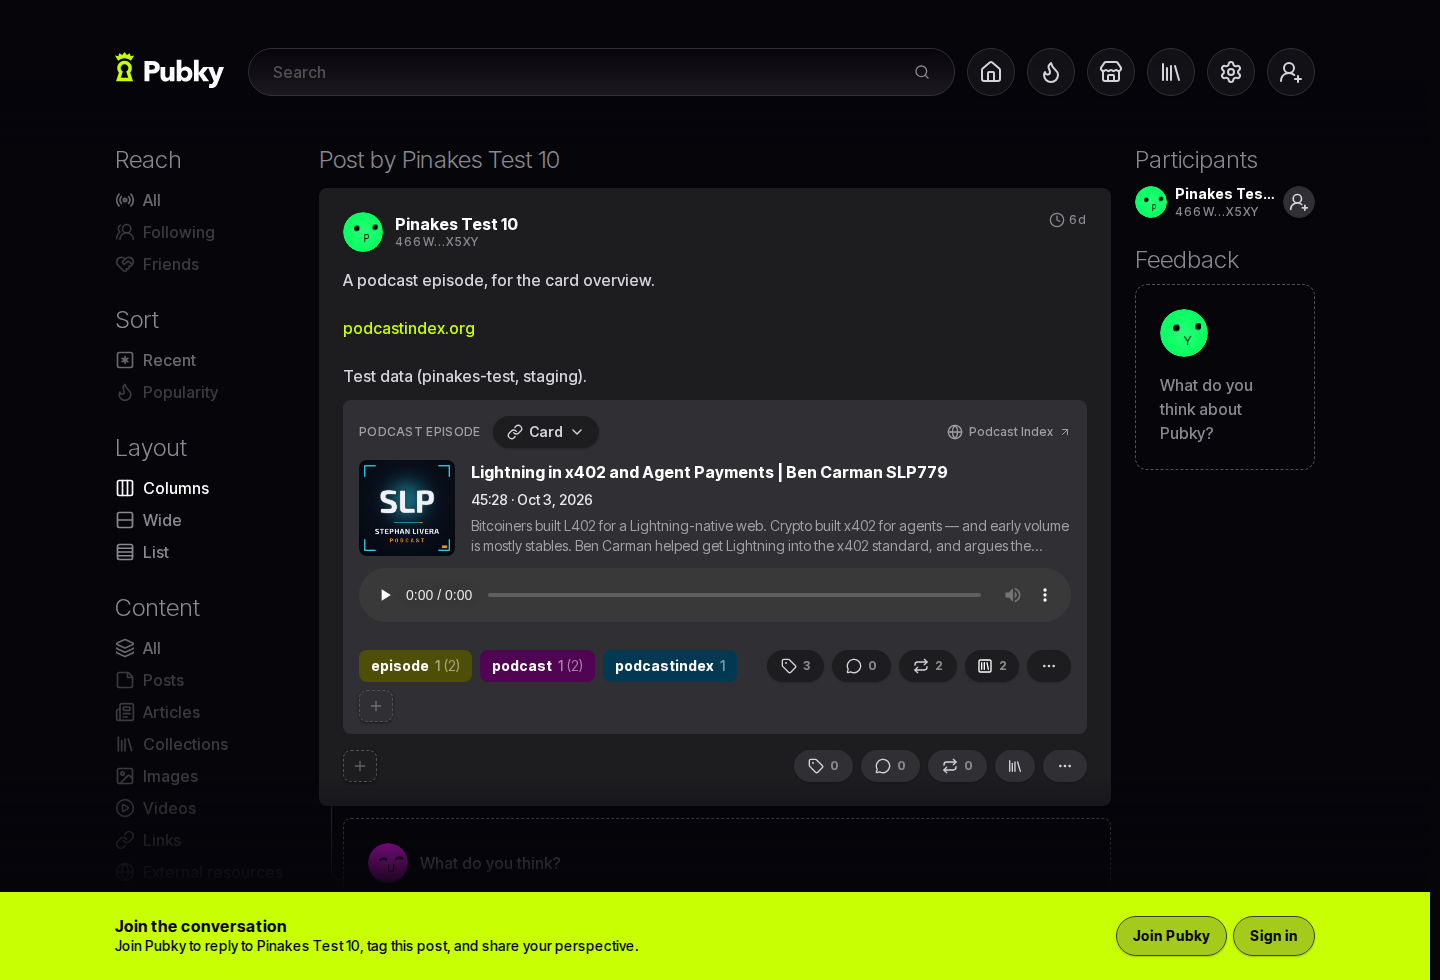 Pubky
Search
Reach
All
Following
Friends
Sort
Recent
Popularity
Layout
Columns
Wide
List
Content
All
Posts
Articles
Collections
Images
Videos
Links
External resources
Post by Pinakes Test 10
Pinakes Test 10
466W...X5XY
6d
A podcast episode, for the card overview.
podcastindex.org
Test data (pinakes-test, staging).
PODCAST EPISODE
Card
Podcast Index
SLP
STEPHAN LIVERA
PODCAST
Lightning in x402 and Agent Payments | Ben Carman SLP779
45:28 · Oct 3, 2026
Bitcoiners built L402 for a Lightning-native web. Crypto built x402 for agents — and early volume
is mostly stables. Ben Carman helped get Lightning into the x402 standard, and argues the...
0:00 / 0:00
episode 1 (2)
podcast 1 (2)
podcastindex 1
3
0
2
2
0
0
0
What do you think?
Participants
Pinakes Tes...
466W...X5XY
Feedback
What do you
think about
Pubky?
Join the conversation
Join Pubky to reply to Pinakes Test 10, tag this post, and share your perspective.
Join Pubky
Sign in